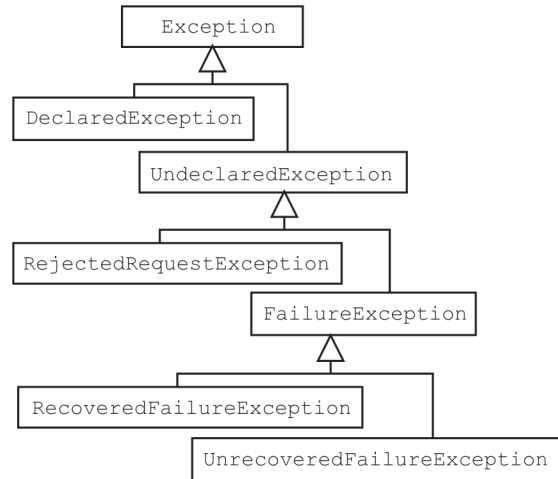 Exception
DeclaredException
UndeclaredException
RejectedRequestException
FailureException
RecoveredFailureException
UnrecoveredFailureException